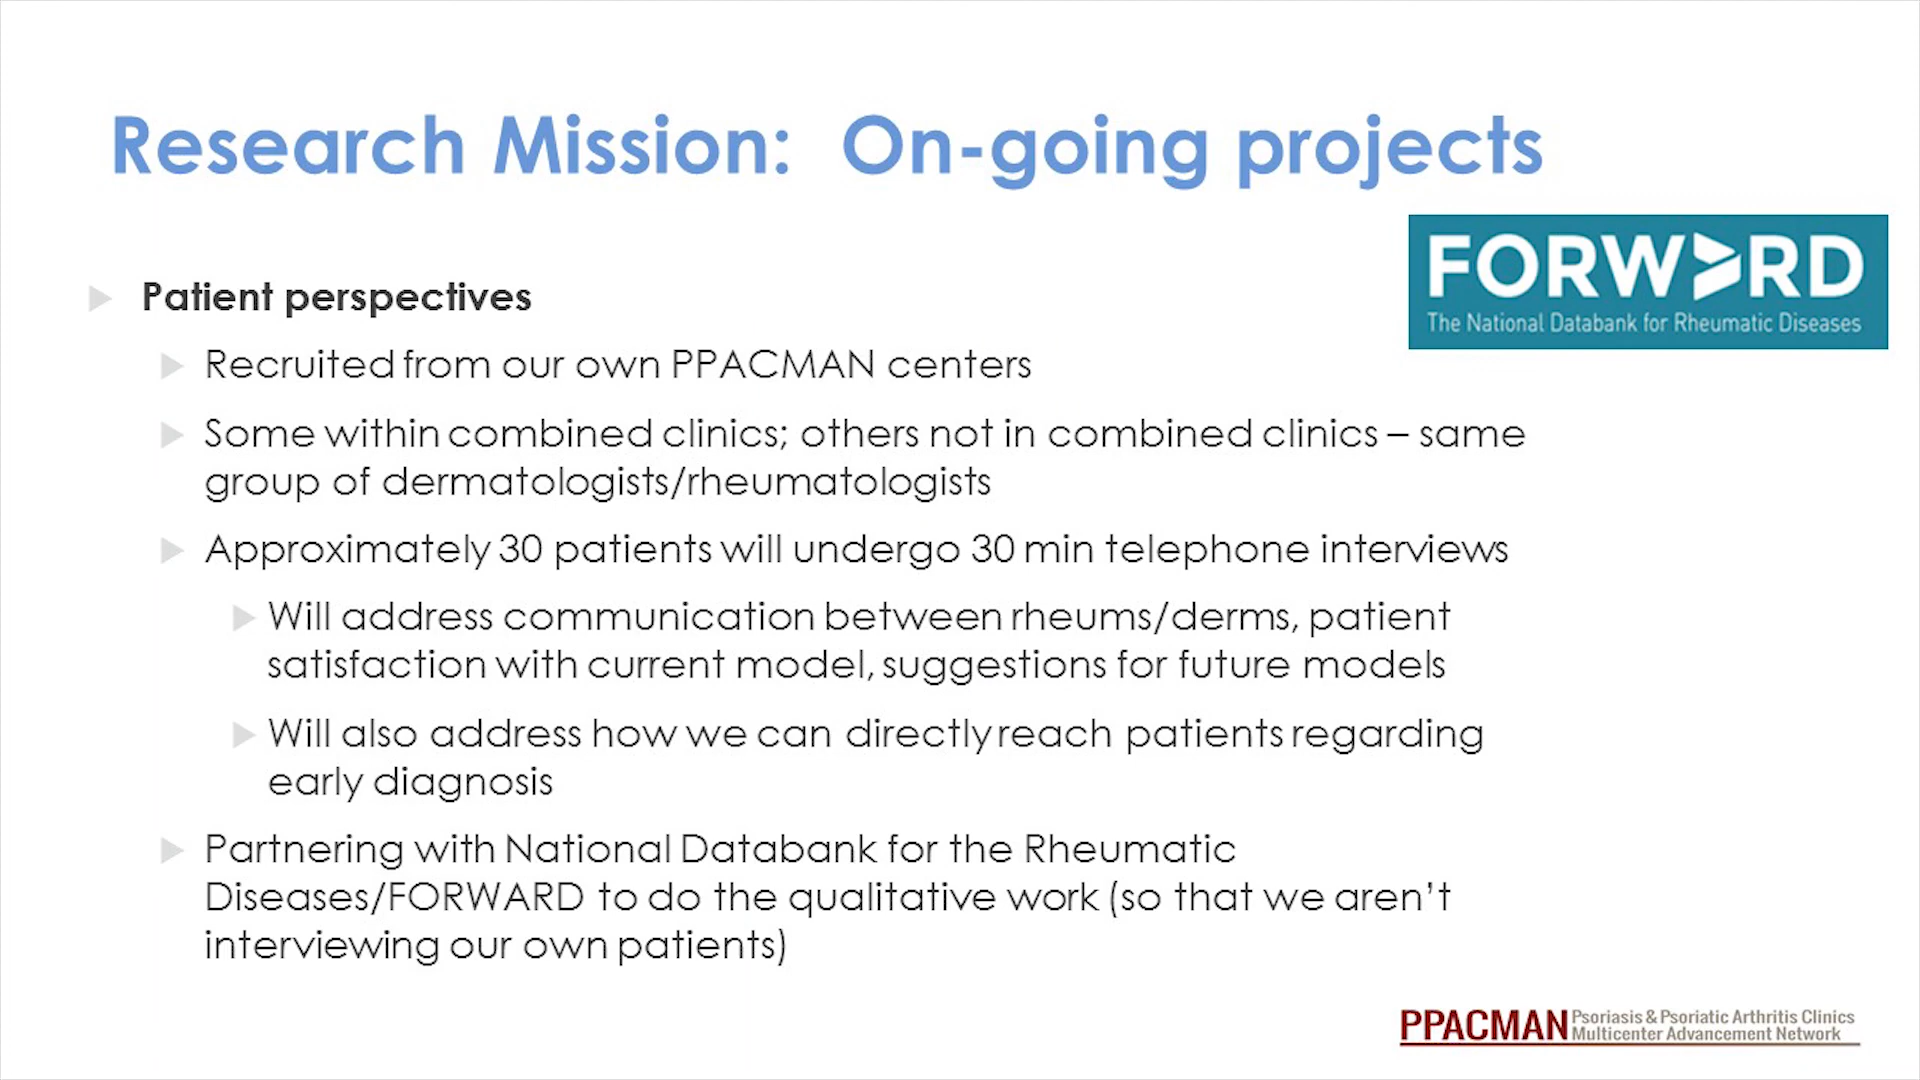 Research Mission:  On-going projects
FORWARD
The National Databank for Rheumatic Diseases
Patient perspectives
Recruited from our own PPACMAN centers
Some within combined clinics; others not in combined clinics – same
group of dermatologists/rheumatologists
Approximately 30 patients will undergo 30 min telephone interviews
Will address communication between rheums/derms, patient
satisfaction with current model, suggestions for future models
Will also address how we can directly reach patients regarding
early diagnosis
Partnering with National Databank for the Rheumatic
Diseases/FORWARD to do the qualitative work (so that we aren't
interviewing our own patients)
PPACMAN Psoriasis & Psoriatic Arthritis Clinics
Multicenter Advancement Network